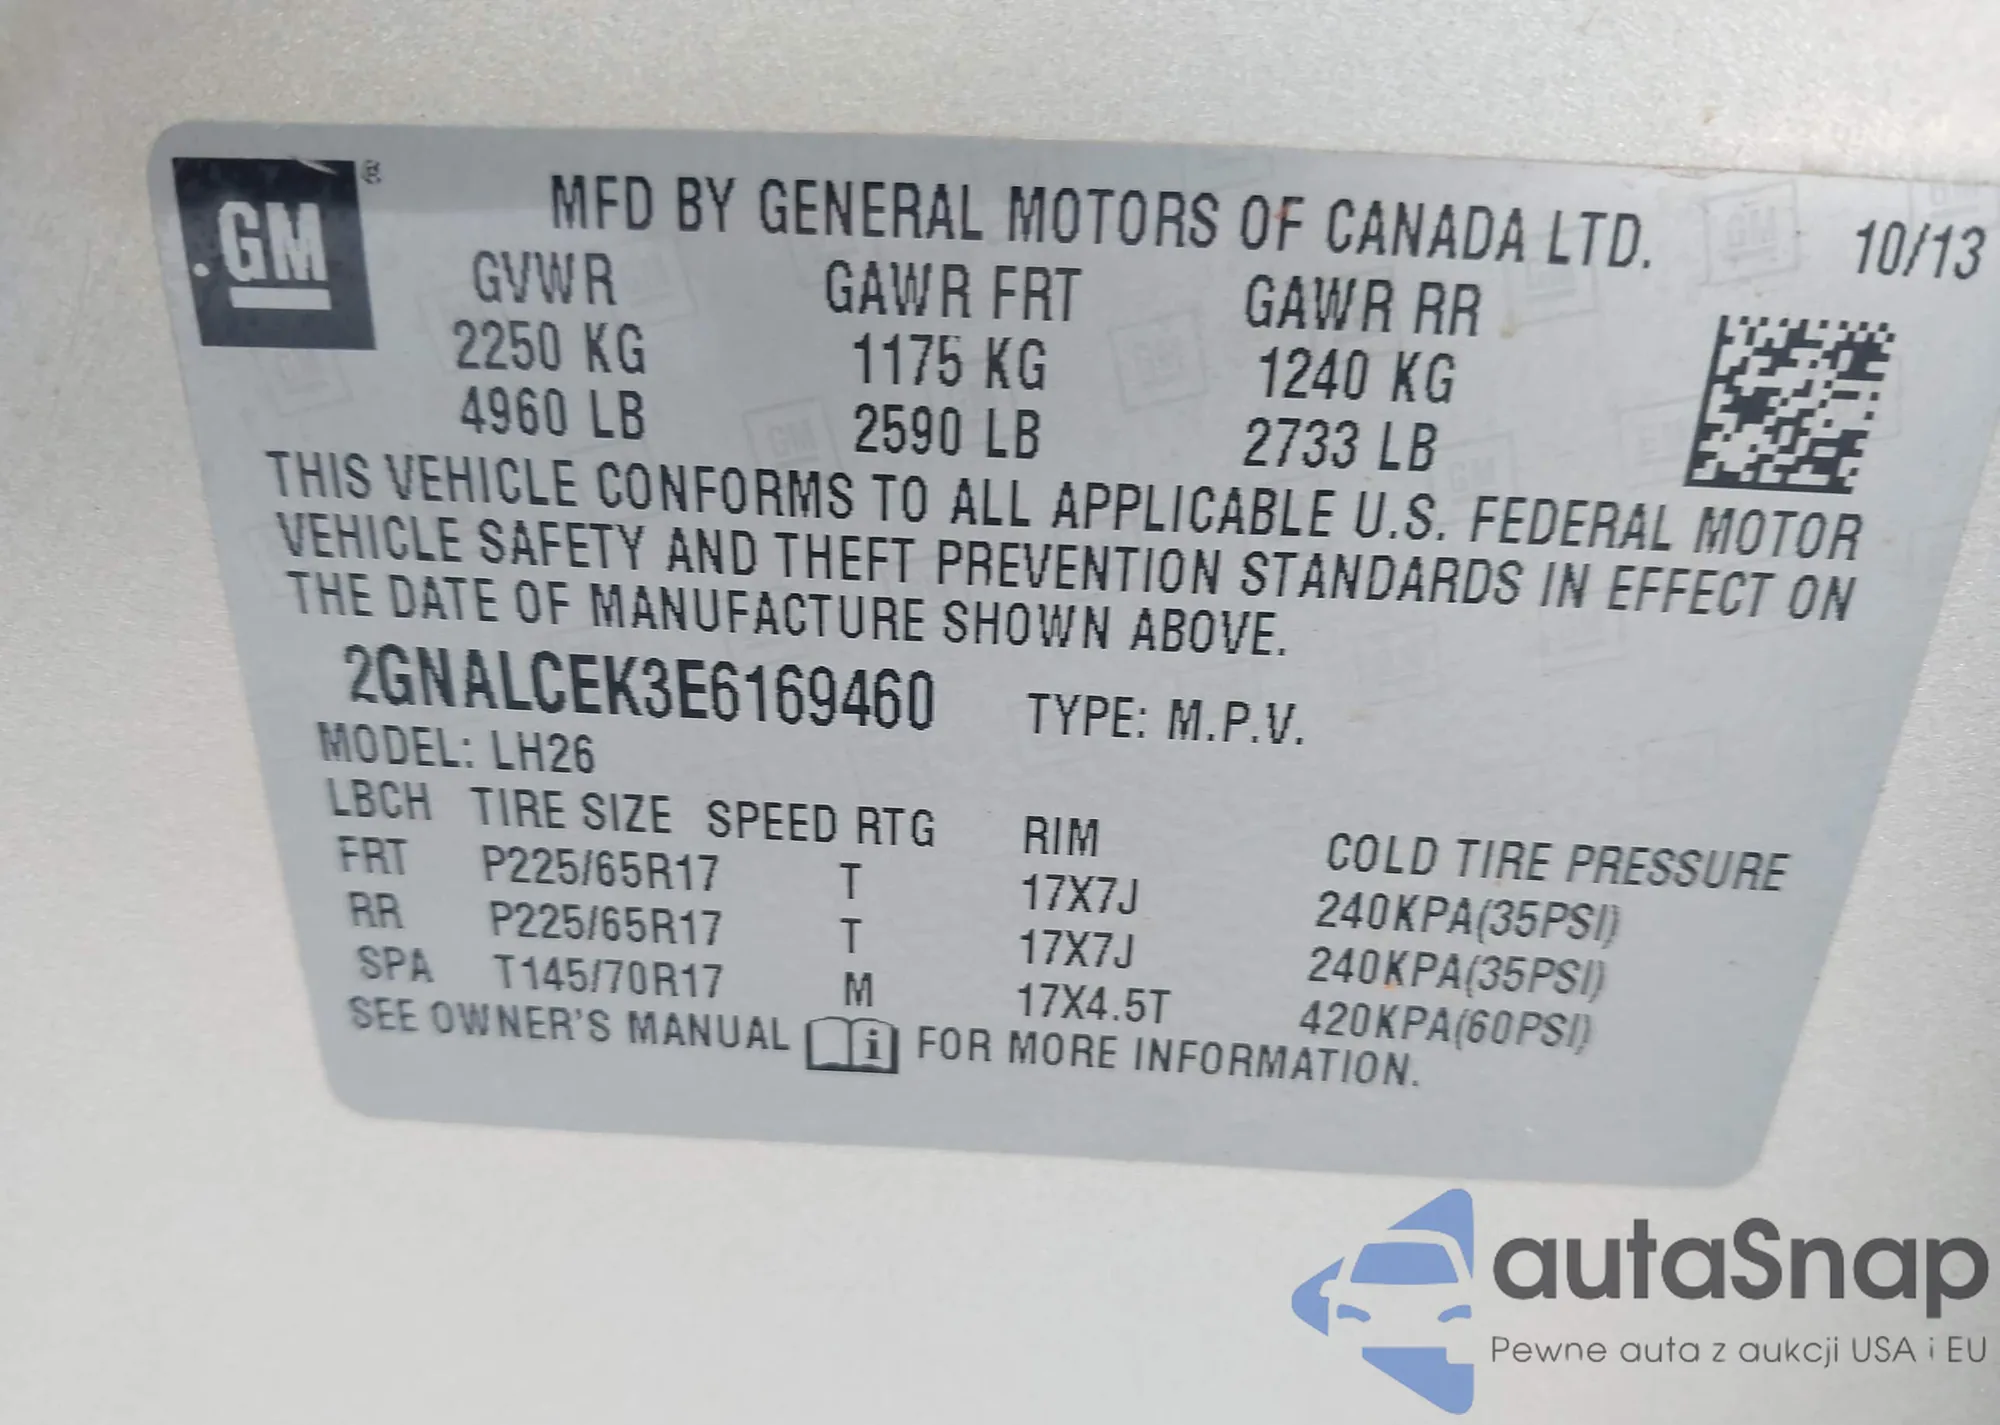 GM®
MFD BY GENERAL MOTORS OF CANADA LTD. 10/13
GVWR GAWR FRT GAWR RR
2250 KG 1175 KG 1240 KG
4960 LB 2590 LB 2733 LB
THIS VEHICLE CONFORMS TO ALL APPLICABLE U.S. FEDERAL MOTOR
VEHICLE SAFETY AND THEFT PREVENTION STANDARDS IN EFFECT ON
THE DATE OF MANUFACTURE SHOWN ABOVE.
2GNALCEK3E6169460 TYPE: M.P.V.
MODEL: LH26
LBCH TIRE SIZE SPEED RTG RIM COLD TIRE PRESSURE
FRT P225/65R17 T 17X7J 240KPA(35PSI)
RR P225/65R17 T 17X7J 240KPA(35PSI)
SPA T145/70R17 M 17X4.5T 420KPA(60PSI)
SEE OWNER'S MANUAL i FOR MORE INFORMATION.
autaSnap
Pewne auta z aukcji USA i EU